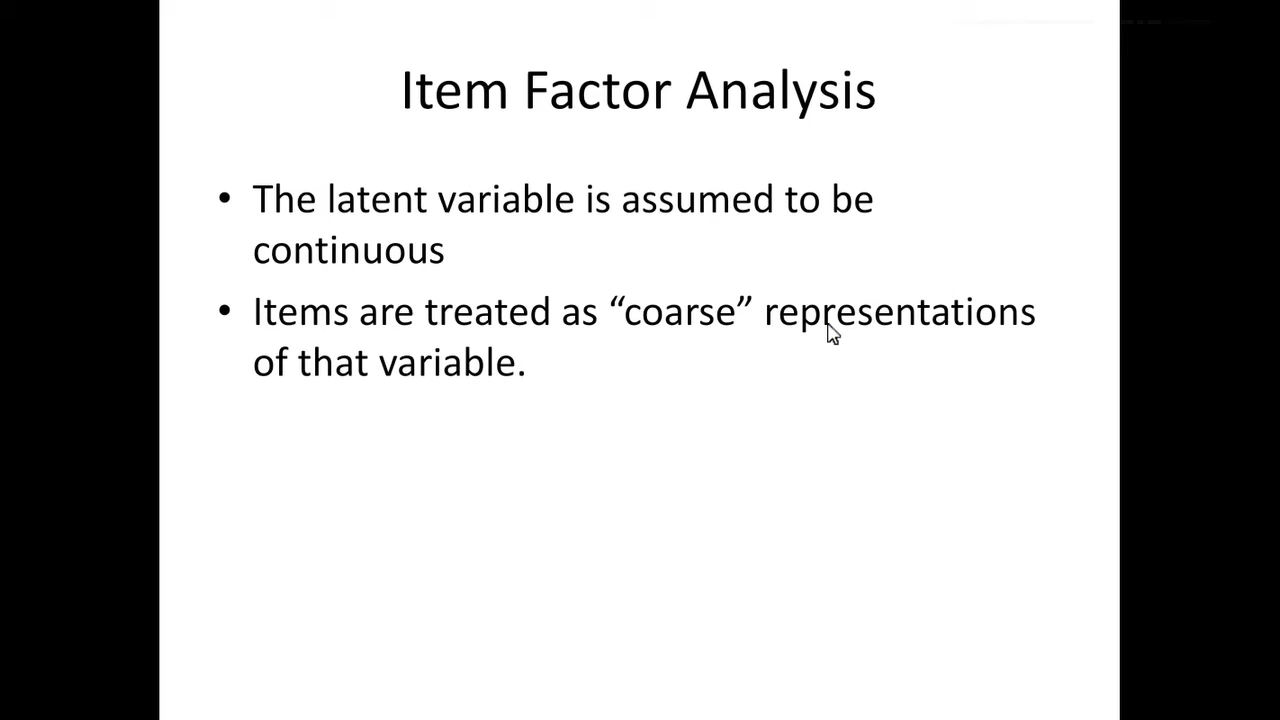 Item Factor Analysis
• The latent variable is assumed to be
continuous
• Items are treated as “coarse” representations
of that variable.